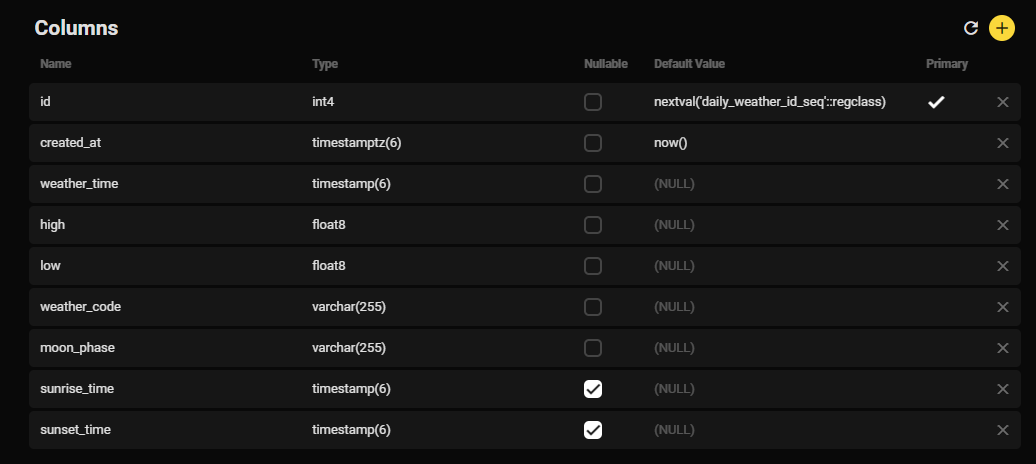 Columns
Name Type Nullable Default Value Primary
id int4 nextval('daily_weather_id_seq'::regclass)
created_at timestamptz(6) now()
weather_time timestamp(6) (NULL)
high float8 (NULL)
low float8 (NULL)
weather_code varchar(255) (NULL)
moon_phase varchar(255) (NULL)
sunrise_time timestamp(6) (NULL)
sunset_time timestamp(6) (NULL)